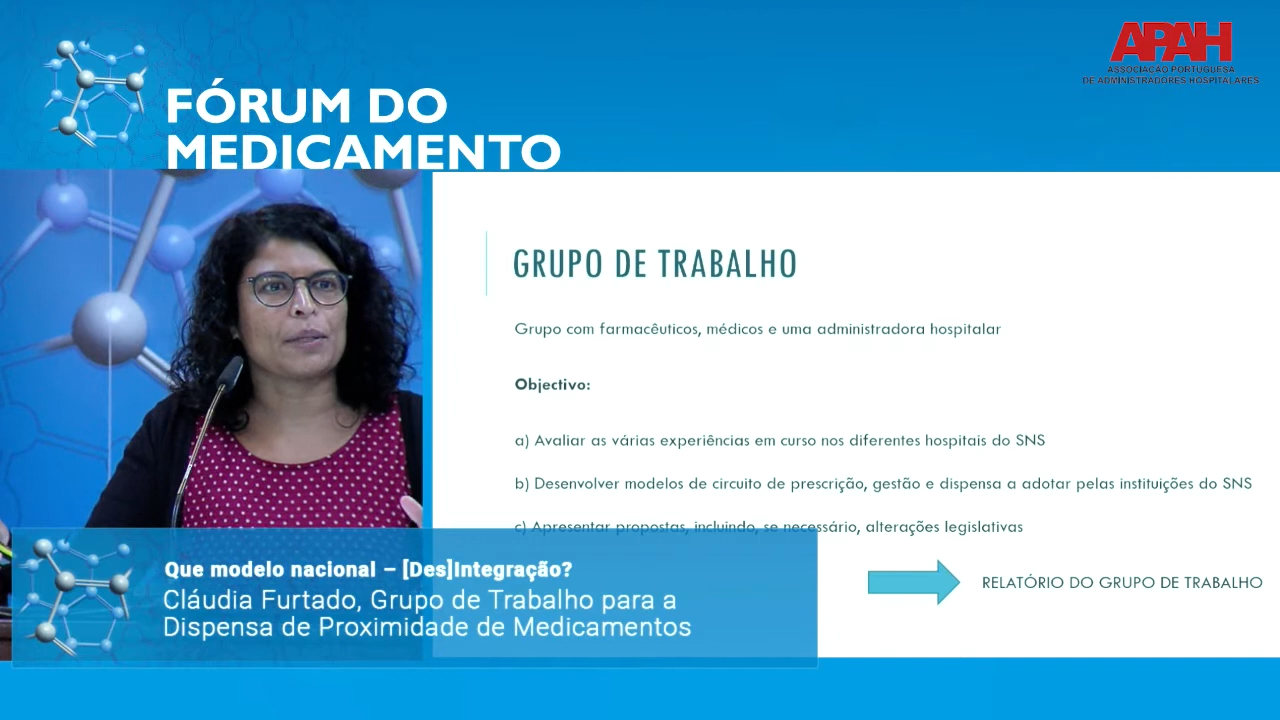 FÓRUM DO
MEDICAMENTO
APAH
ASSOCIAÇÃO PORTUGUESA
DE ADMINISTRADORES HOSPITALARES
GRUPO DE TRABALHO
Grupo com farmacêuticos, médicos e uma administradora hospitalar
Objectivo:
a) Avaliar as várias experiências em curso nos diferentes hospitais do SNS
b) Desenvolver modelos de circuito de prescrição, gestão e dispensa a adotar pelas instituições do SNS
c) Apresentar propostas, incluindo, se necessário, alterações legislativas
RELATÓRIO DO GRUPO DE TRABALHO
Que modelo nacional – [Des]Integração?
Cláudia Furtado, Grupo de Trabalho para a
Dispensa de Proximidade de Medicamentos